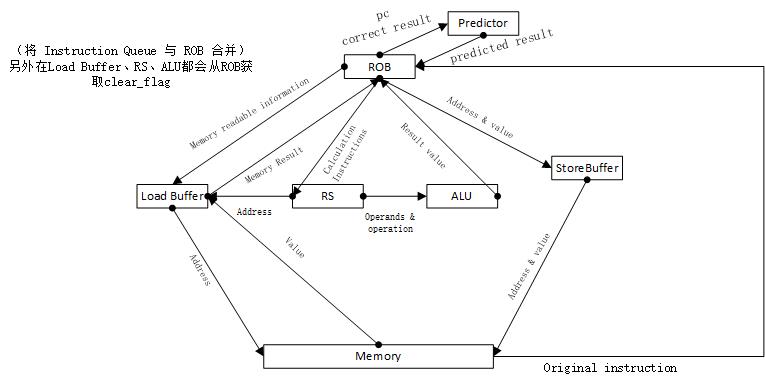 pc
correct result
Predictor
predicted result
（将 Instruction Queue 与 ROB 合并）
另外在Load Buffer、RS、ALU都会从ROB获
取clear_flag
ROB
Memory readable information
Memory Result
Calculation
Instructions
Result value
Address & value
Load Buffer
Address
RS
Operands &
operation
ALU
StoreBuffer
Address
Value
Address & value
Memory
Original instruction